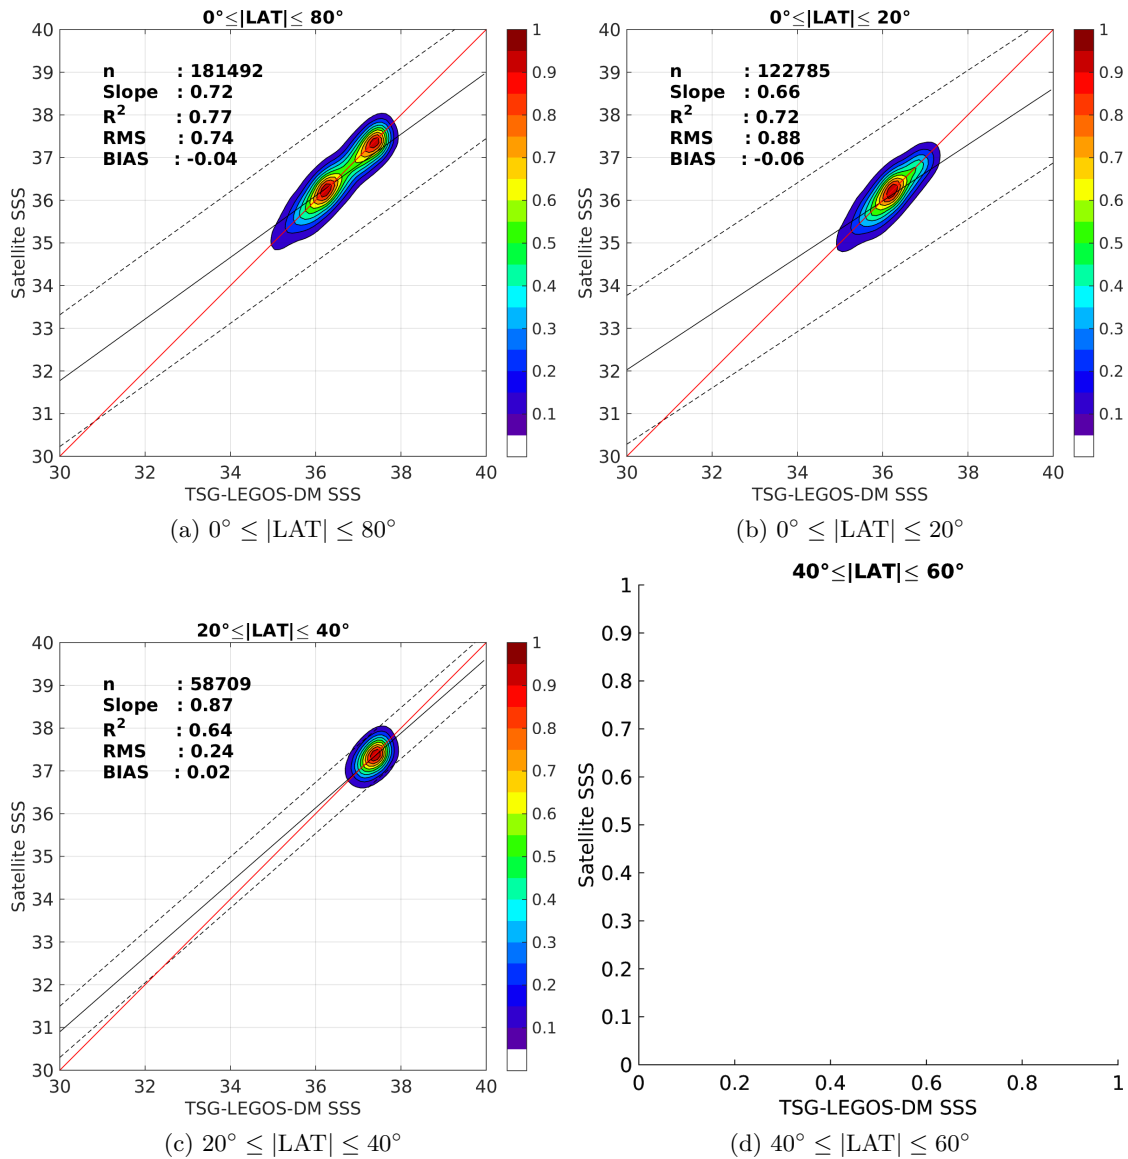 0°≤|LAT|≤ 80°
n : 181492
Slope : 0.72
R² : 0.77
RMS : 0.74
BIAS : -0.04
40
39
38
37
36
35
34
33
32
31
30
30 32 34 36 38 40
1
0.9
0.8
0.7
0.6
0.5
0.4
0.3
0.2
0.1
Satellite SSS
TSG-LEGOS-DM SSS
(a) 0° ≤ |LAT| ≤ 80°
0°≤|LAT|≤ 20°
n : 122785
Slope : 0.66
R² : 0.72
RMS : 0.88
BIAS : -0.06
40
39
38
37
36
35
34
33
32
31
30
30 32 34 36 38 40
1
0.9
0.8
0.7
0.6
0.5
0.4
0.3
0.2
0.1
Satellite SSS
TSG-LEGOS-DM SSS
(b) 0° ≤ |LAT| ≤ 20°
20°≤|LAT|≤ 40°
n : 58709
Slope : 0.87
R² : 0.64
RMS : 0.24
BIAS : 0.02
40
39
38
37
36
35
34
33
32
31
30
30 32 34 36 38 40
1
0.9
0.8
0.7
0.6
0.5
0.4
0.3
0.2
0.1
Satellite SSS
TSG-LEGOS-DM SSS
(c) 20° ≤ |LAT| ≤ 40°
40°≤|LAT|≤ 60°
1
0.9
0.8
0.7
0.6
0.5
0.4
0.3
0.2
0.1
0
0 0.2 0.4 0.6 0.8 1
Satellite SSS
TSG-LEGOS-DM SSS
(d) 40° ≤ |LAT| ≤ 60°